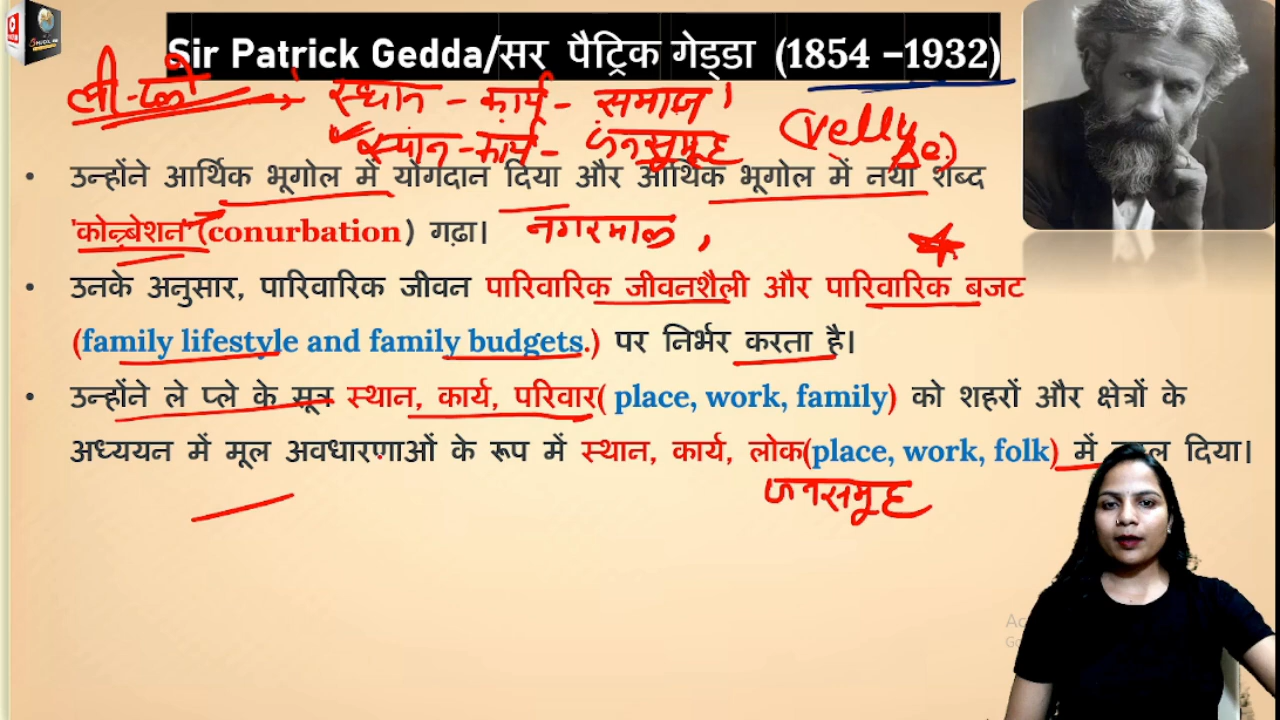 Sir Patrick Gedda/सर पैट्रिक गेड्डा (1854 –1932)
ली-प्ले → स्थान - कार्य - समाज
स्थान - कार्य - जनसमूह
• उन्होंने आर्थिक भूगोल में योगदान दिया और आर्थिक भूगोल में नया शब्द
'कोन्र्बेशन' (conurbation) गढ़ा। नगरमाल,
• उनके अनुसार, पारिवारिक जीवन पारिवारिक जीवनशैली और पारिवारिक बजट
(family lifestyle and family budgets.) पर निर्भर करता है।
• उन्होंने ले प्ले के सूत्र स्थान, कार्य, परिवार( place, work, family) को शहरों और क्षेत्रों के
अध्ययन में मूल अवधारणाओं के रूप में स्थान, कार्य, लोक(place, work, folk) में दिया।
जनसमूह